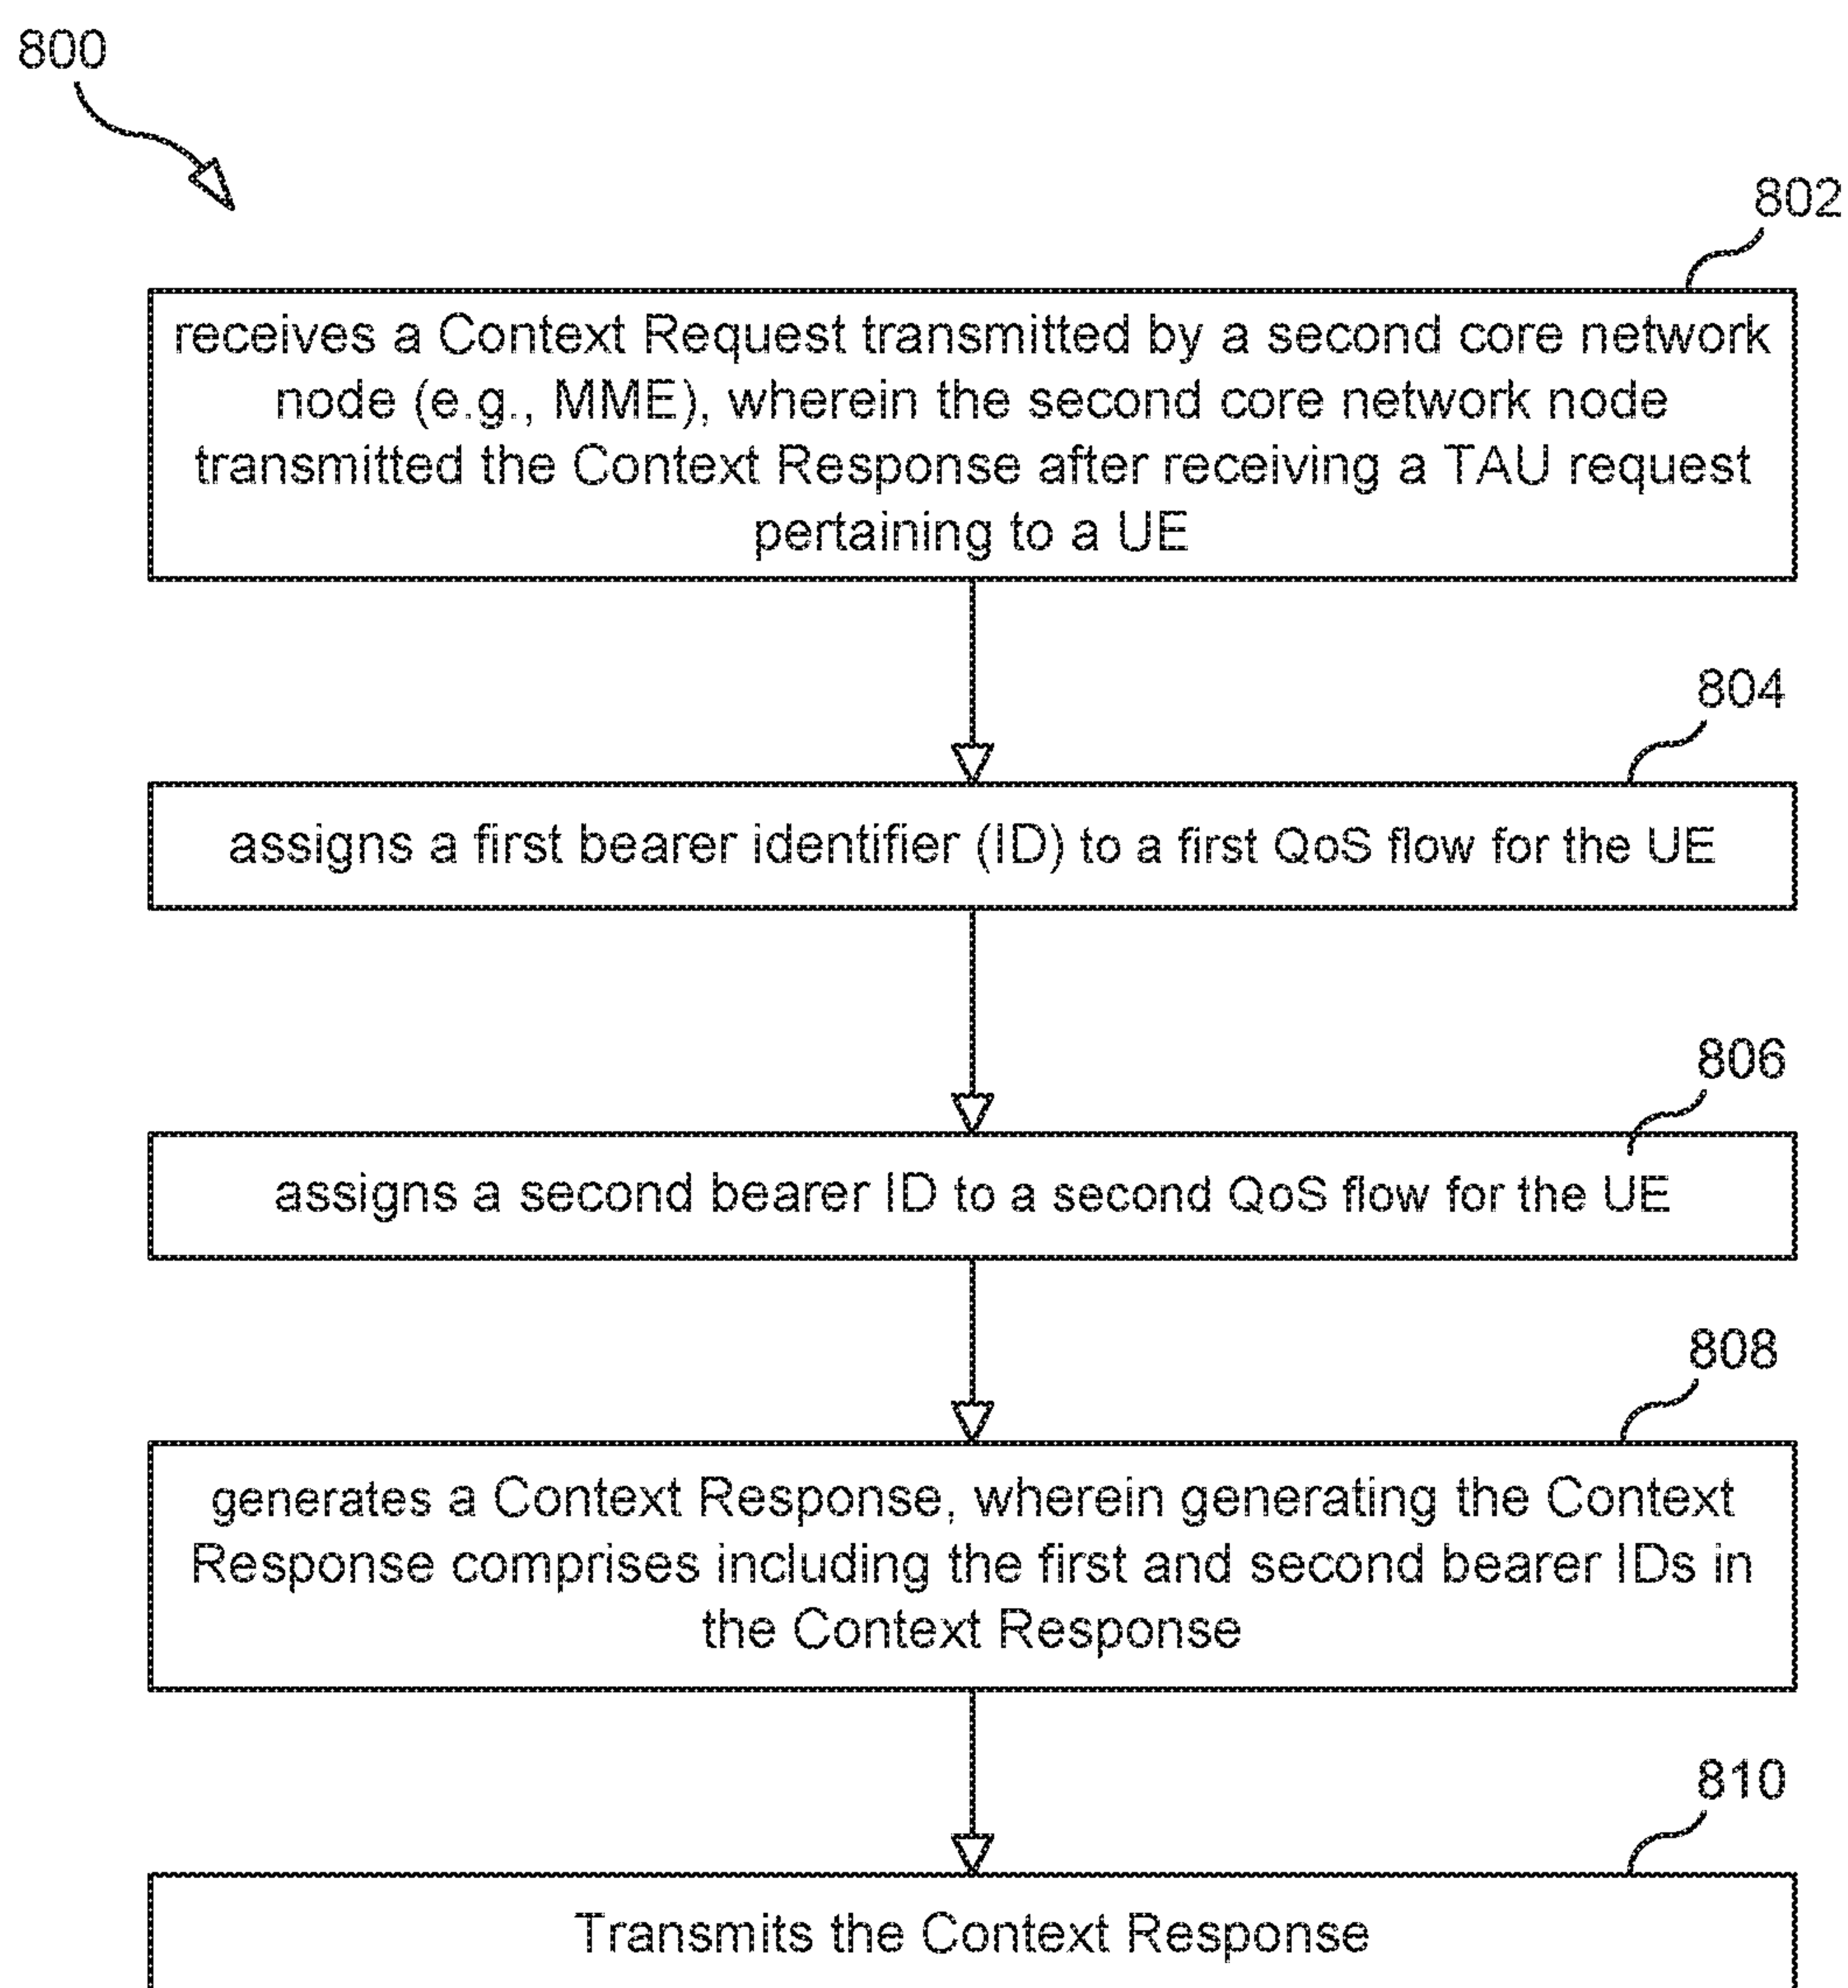 800
802
receives a Context Request transmitted by a second core network
node (e.g., MME), wherein the second core network node
transmitted the Context Response after receiving a TAU request
pertaining to a UE
804
assigns a first bearer identifier (ID) to a first QoS flow for the UE
806
assigns a second bearer ID to a second QoS flow for the UE
808
generates a Context Response, wherein generating the Context
Response comprises including the first and second bearer IDs in
the Context Response
810
Transmits the Context Response